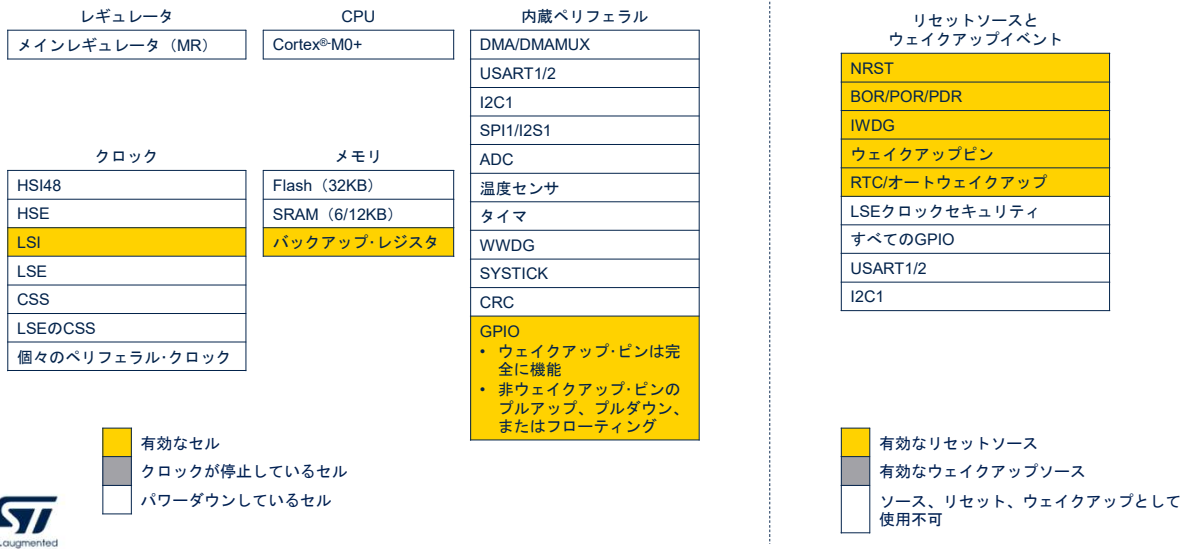 レギュレータ
メインレギュレータ（MR）
CPU
Cortex®-M0+
内蔵ペリフェラル
DMA/DMAMUX
USART1/2
I2C1
SPI1/I2S1
ADC
温度センサ
タイマ
WWDG
SYSTICK
CRC
GPIO
• ウェイクアップ･ピンは完
全に機能
• 非ウェイクアップ･ピンの
プルアップ、プルダウン、
またはフローティング
クロック
HSI48
HSE
LSI
LSE
CSS
LSEのCSS
個々のペリフェラル･クロック
メモリ
Flash（32KB）
SRAM（6/12KB）
バックアップ･レジスタ
有効なセル
クロックが停止しているセル
パワーダウンしているセル
リセットソースと
ウェイクアップイベント
NRST
BOR/POR/PDR
IWDG
ウェイクアップピン
RTC/オートウェイクアップ
LSEクロックセキュリティ
すべてのGPIO
USART1/2
I2C1
有効なリセットソース
有効なウェイクアップソース
ソース、リセット、ウェイクアップとして
使用不可
ST
.augmented